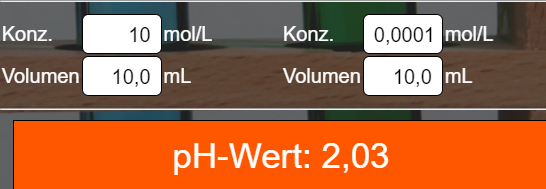 Konz. 10 mol/L Konz. 0,0001 mol/L
Volumen 10,0 mL Volumen 10,0 mL
pH-Wert: 2,03